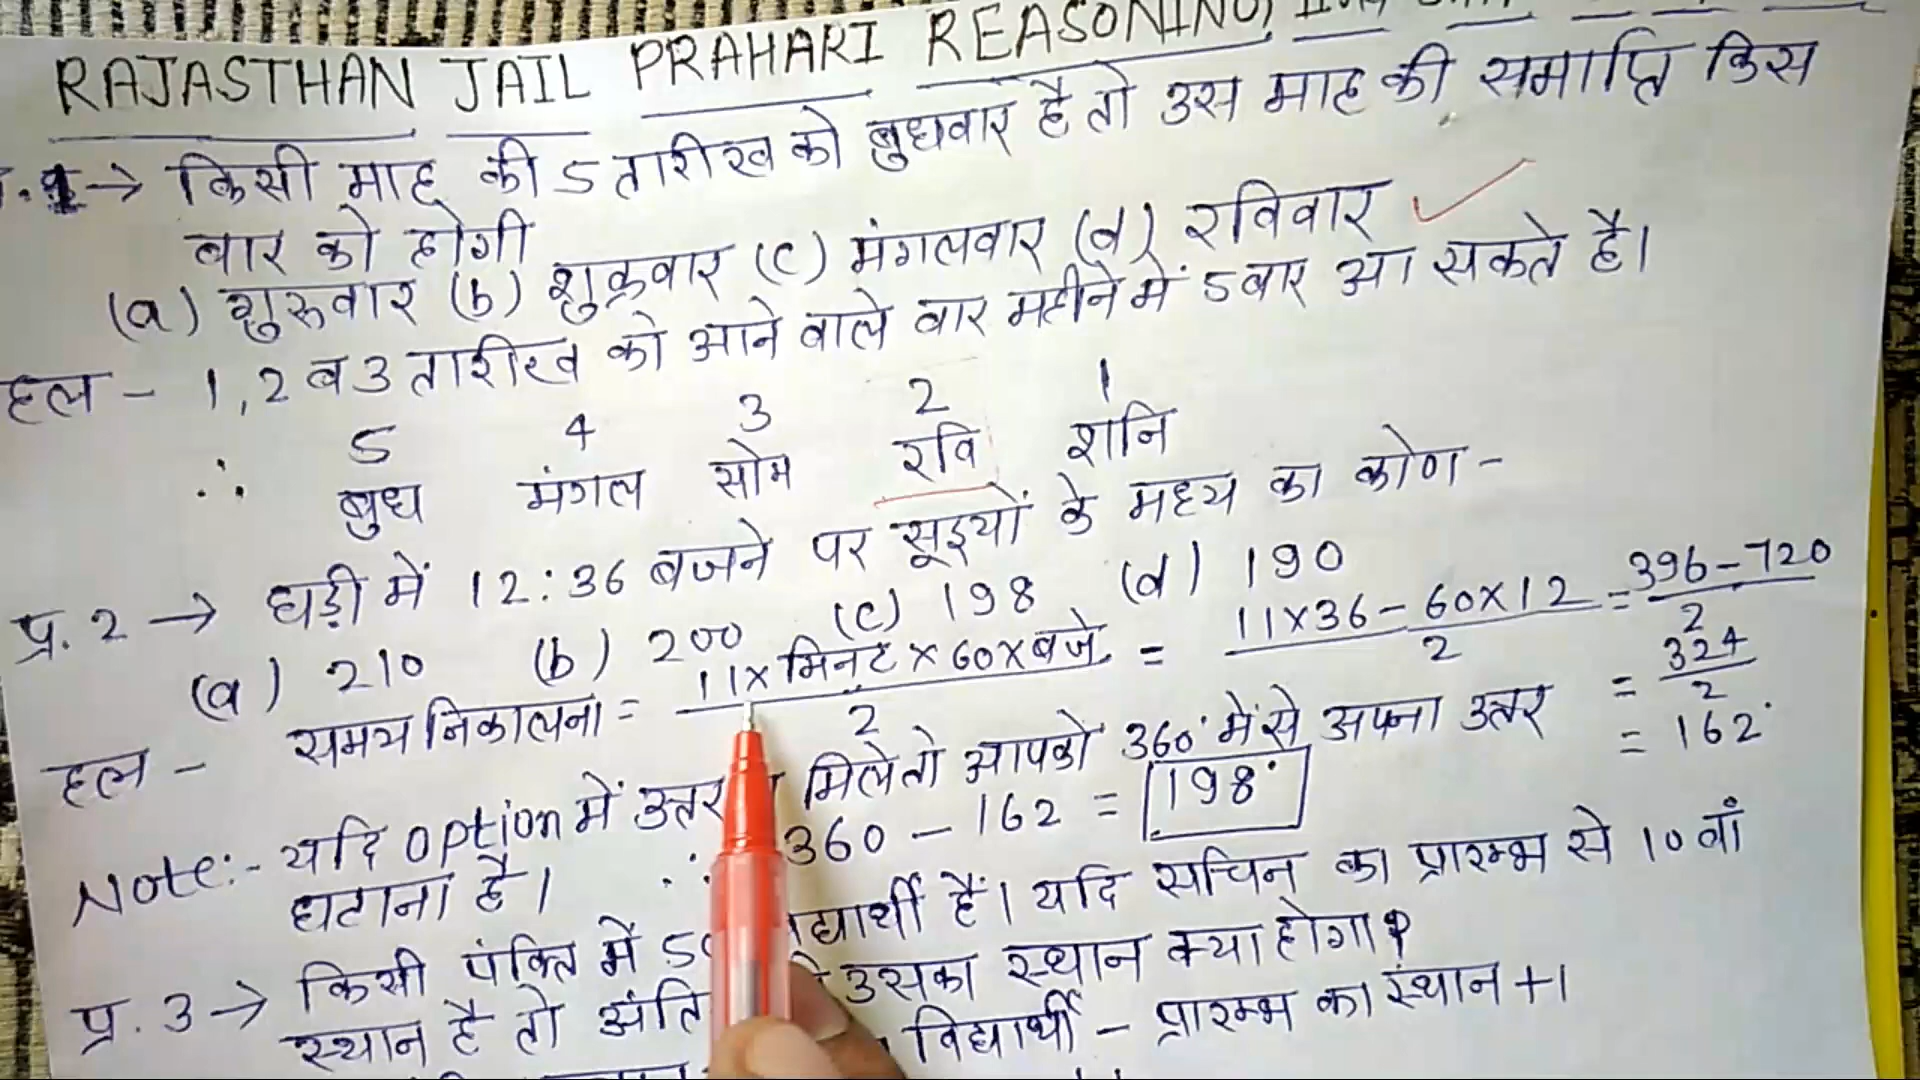 RAJASTHAN JAIL PRAHARI REASONING
.1 → किसी माह की 5 तारीख को बुधवार है तो उस माह की समाप्ति किस
वार को होगी
(a) गुरुवार (b) शुक्रवार (c) मंगलवार (d) रविवार ✓
हल - 1, 2 व 3 तारीख को आने वाले वार महीने में 5 बार आ सकते है।
5 4 3 2 1
∴ बुध मंगल सोम रवि शनि
प्र. 2 → घड़ी में 12:36 बजने पर सूइयों के मध्य का कोण -
(a) 210 (b) 200 (c) 198 (d) 190
हल - समय निकालना = 11×मिनट×60×बजे / 2 = 11×36-60×12 / 2 = 396-720 / 2
= 324 / 2
= 162°
Note:- यदि option में उत्तर मिले तो आपको 360° में से अपना उत्तर
घटाना है। ∴ 360 - 162 = 198°
प्र. 3 → किसी पंक्ति में हैं। यदि सचिन का प्रारम्भ से 10 वां
स्थान है तो उसका स्थान क्या होगा?
विद्यार्थी - प्रारम्भ का स्थान +1